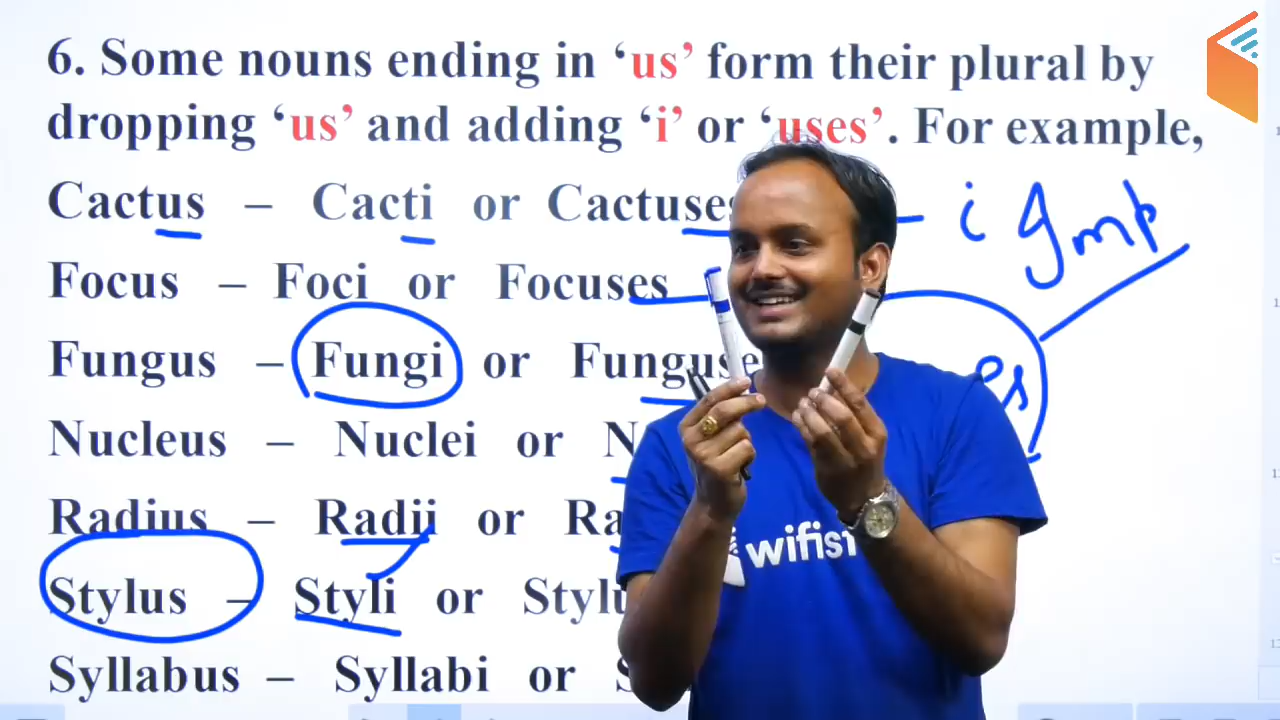 6. Some nouns ending in ‘us’ form their plural by
dropping ‘us’ and adding ‘i’ or ‘uses’. For example,
Cactus – Cacti or Cactuses – i Imp
Focus – Foci or Focuses
Fungus – Fungi or Funguse es
Nucleus – Nuclei or N
Radius – Radii or Ra
Stylus – Styli or Stylu
Syllabus – Syllabi or S
wifist